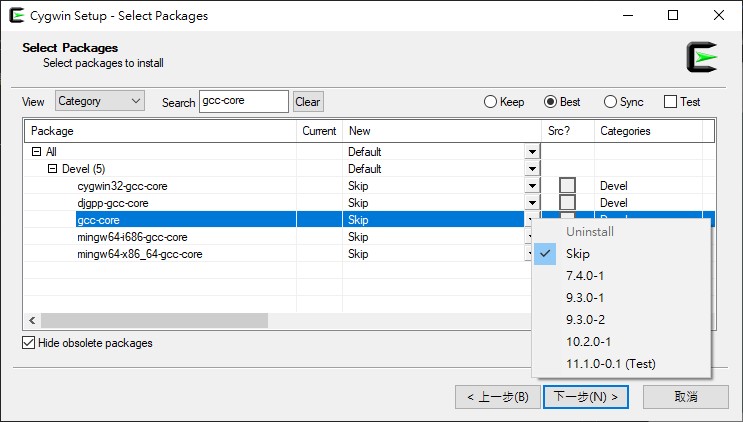 Cygwin Setup - Select Packages
Select Packages
Select packages to install
View Category Search gcc-core Clear Keep Best Sync Test
Package Current New Src? Categories
All Default
Devel (5) Default
cygwin32-gcc-core Skip Devel
djgpp-gcc-core Skip Devel
gcc-core Skip Devel
mingw64-i686-gcc-core Skip
mingw64-x86_64-gcc-core Skip
Uninstall
Skip
7.4.0-1
9.3.0-1
9.3.0-2
10.2.0-1
11.1.0-0.1 (Test)
Hide obsolete packages
< 上一步(B) 下一步(N) > 取消